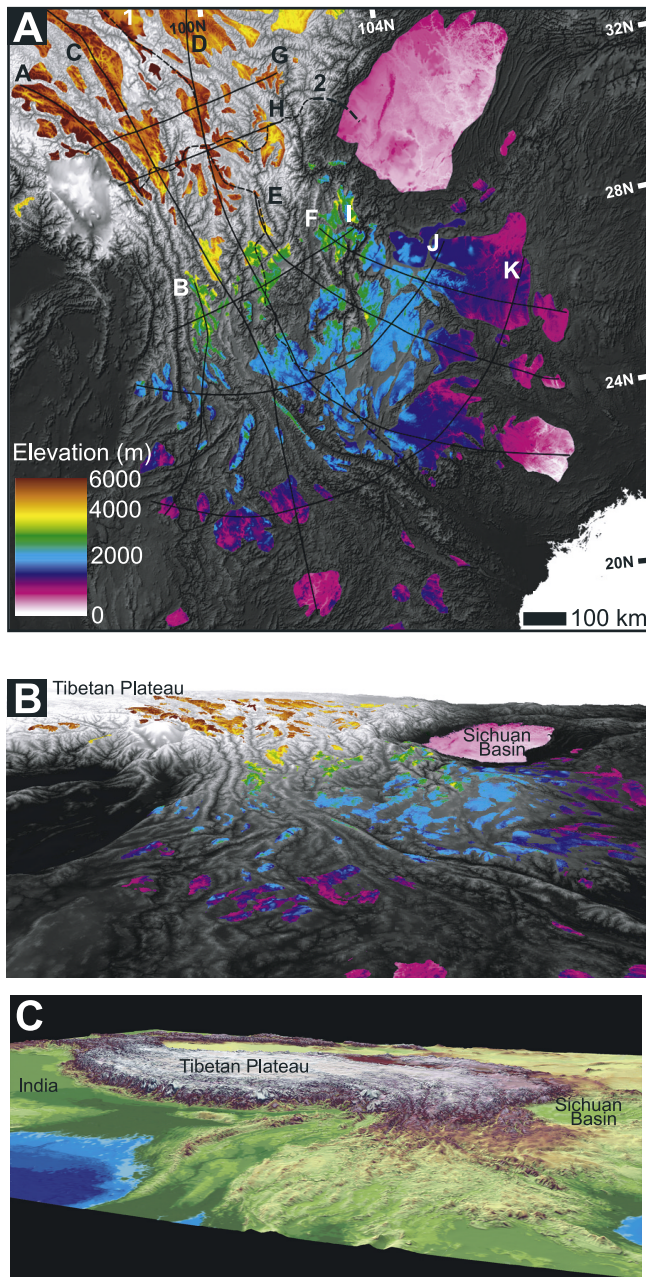 A
1
100N
104N
32N
C
D
G
A
2
H
28N
E
F
I
J
B
K
24N
Elevation (m)
6000
4000
2000
0
20N
100 km
B
Tibetan Plateau
Sichuan
Basin
C
Tibetan Plateau
India
Sichuan
Basin